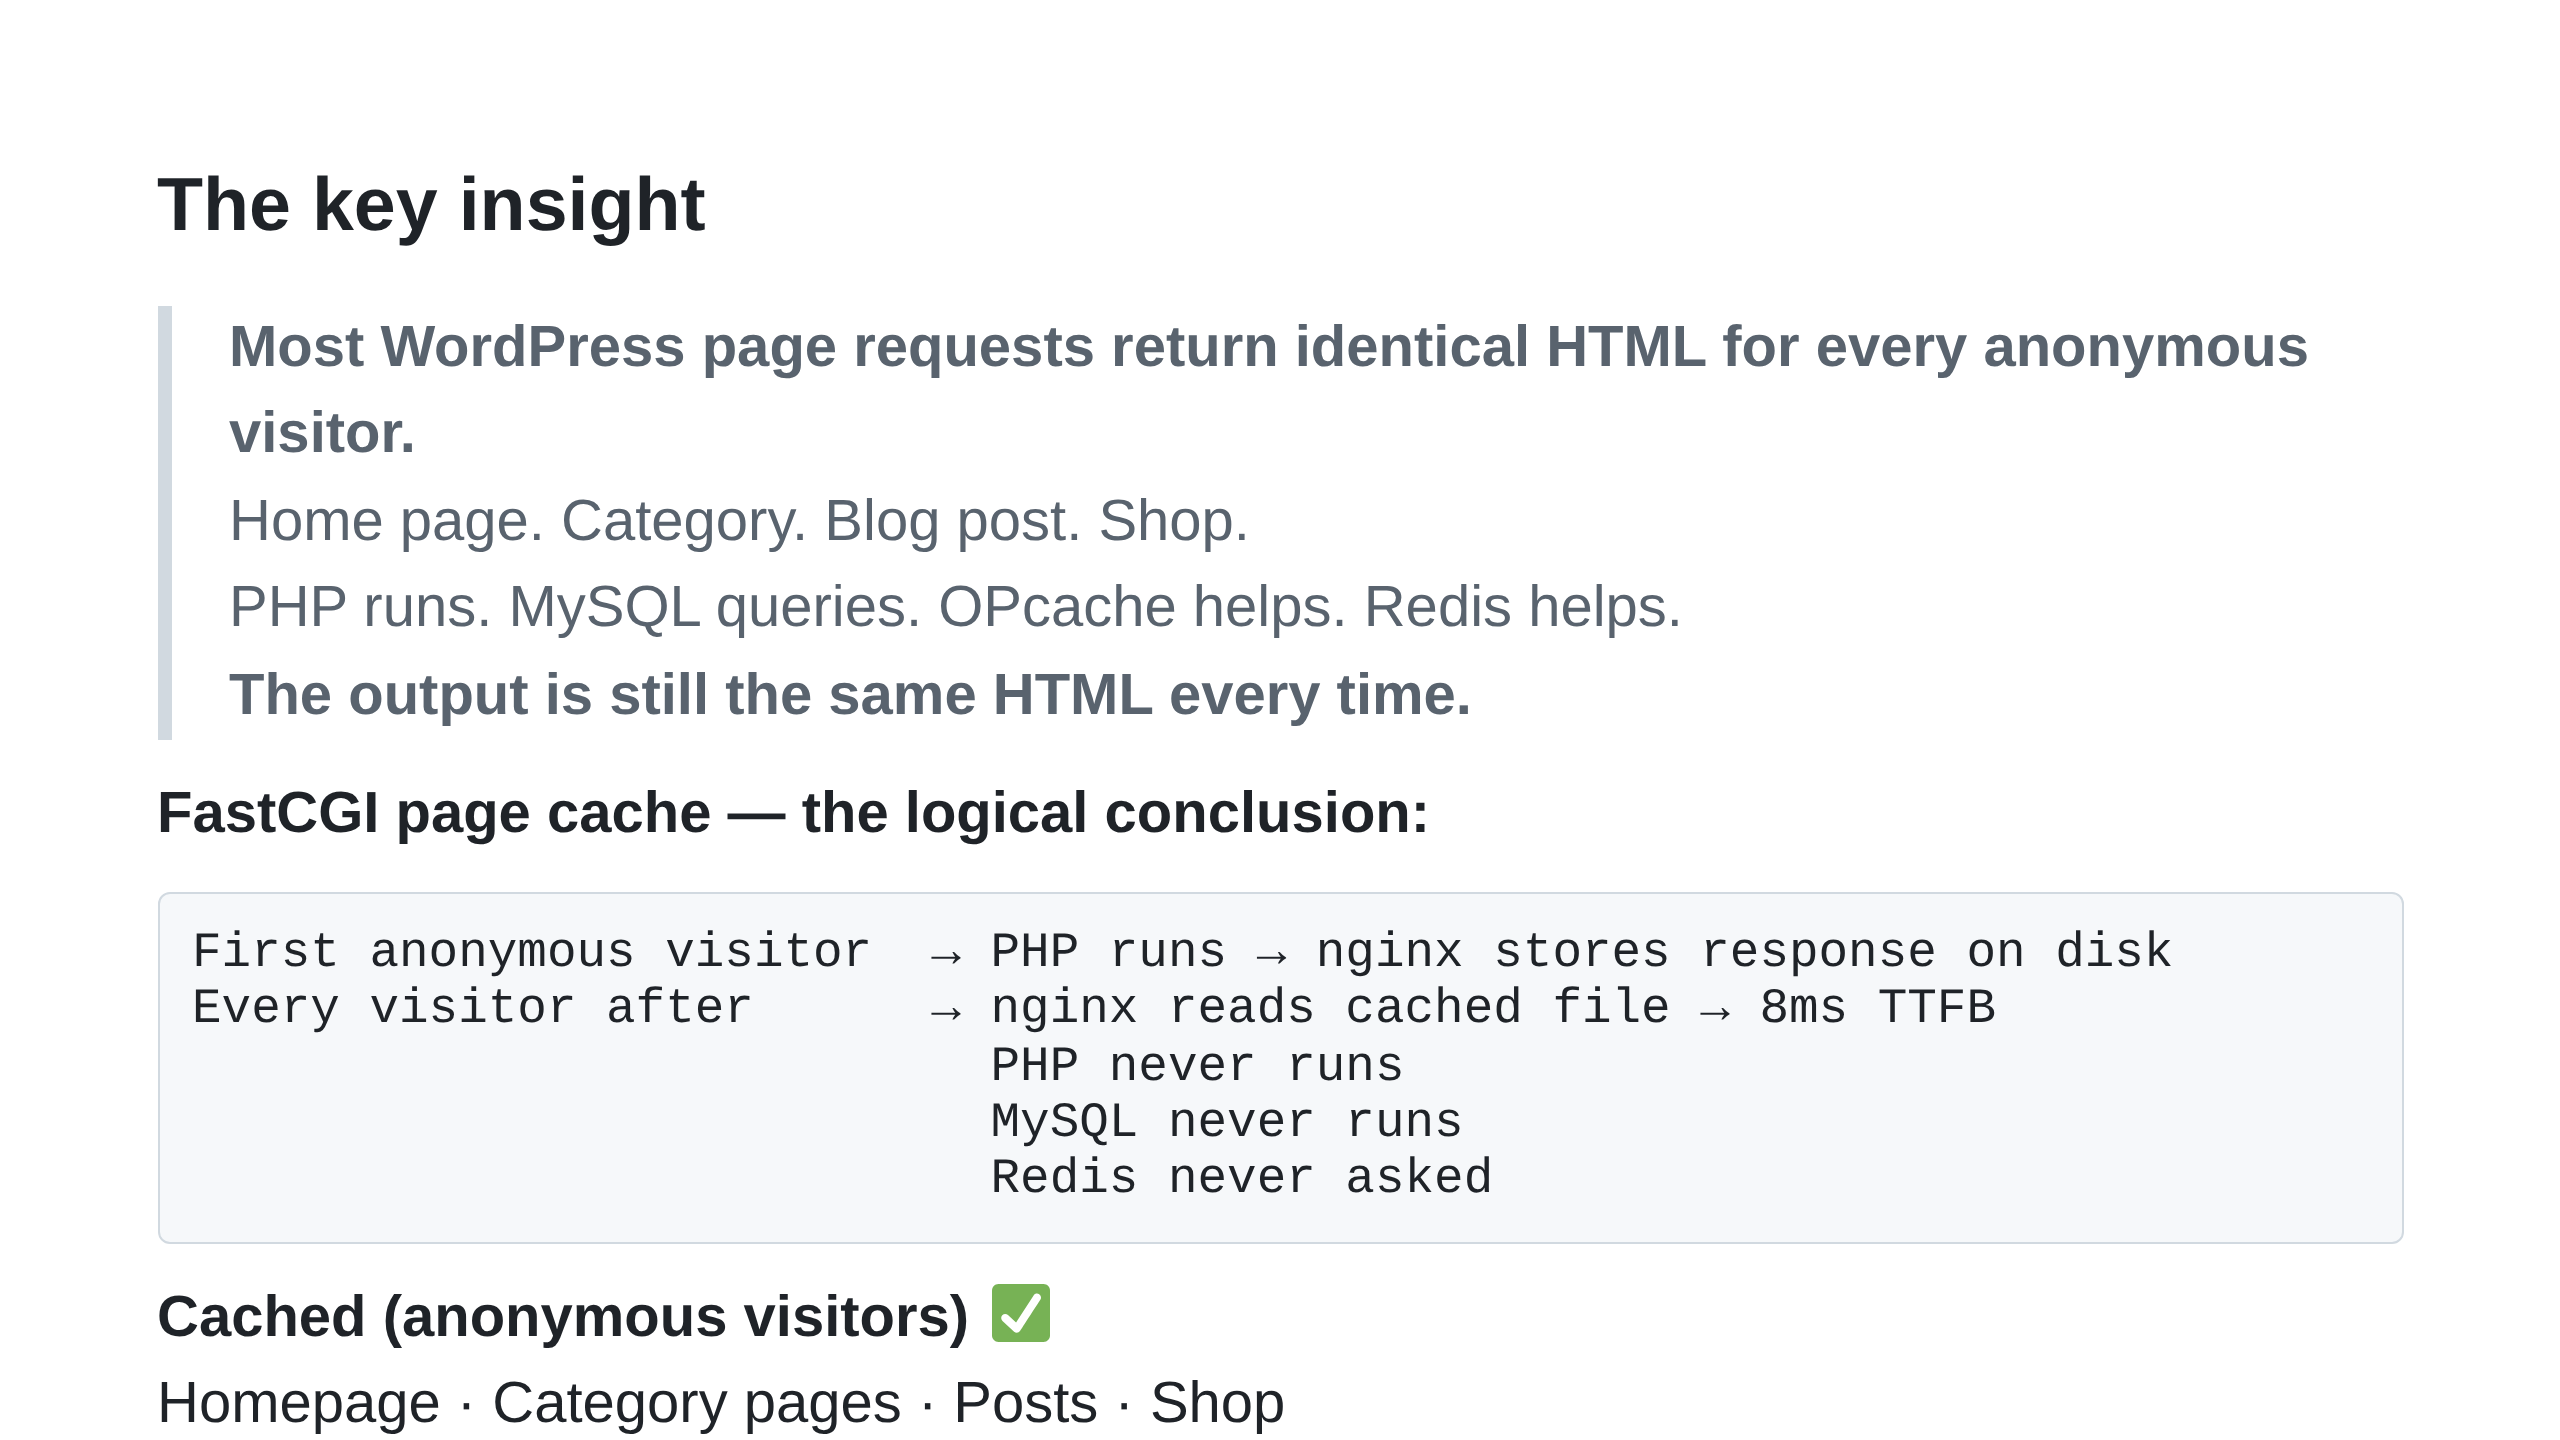 The key insight
Most WordPress page requests return identical HTML for every anonymous
visitor.
Home page. Category. Blog post. Shop.
PHP runs. MySQL queries. OPcache helps. Redis helps.
The output is still the same HTML every time.
FastCGI page cache — the logical conclusion:
First anonymous visitor  → PHP runs → nginx stores response on disk
Every visitor after      → nginx reads cached file → 8ms TTFB
PHP never runs
MySQL never runs
Redis never asked
Cached (anonymous visitors) ✅
Homepage · Category pages · Posts · Shop